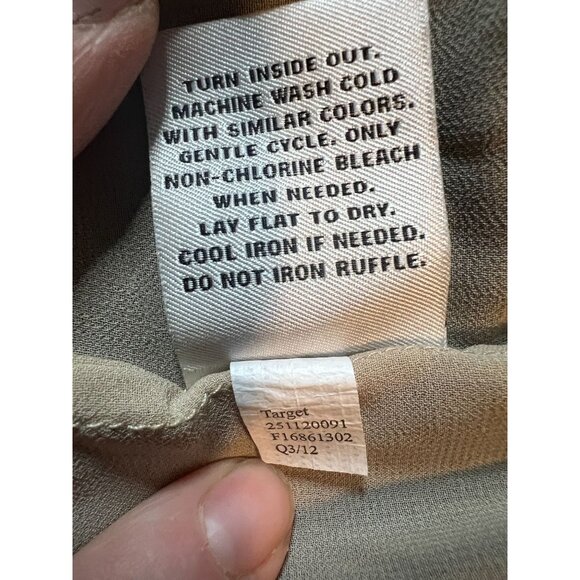 TURN INSIDE OUT.
MACHINE WASH COLD
WITH SIMILAR COLORS.
GENTLE CYCLE. ONLY
NON-CHLORINE BLEACH
WHEN NEEDED.
LAY FLAT TO DRY.
COOL IRON IF NEEDED.
DO NOT IRON RUFFLE.
Target
251120091
F16861302
Q3/12